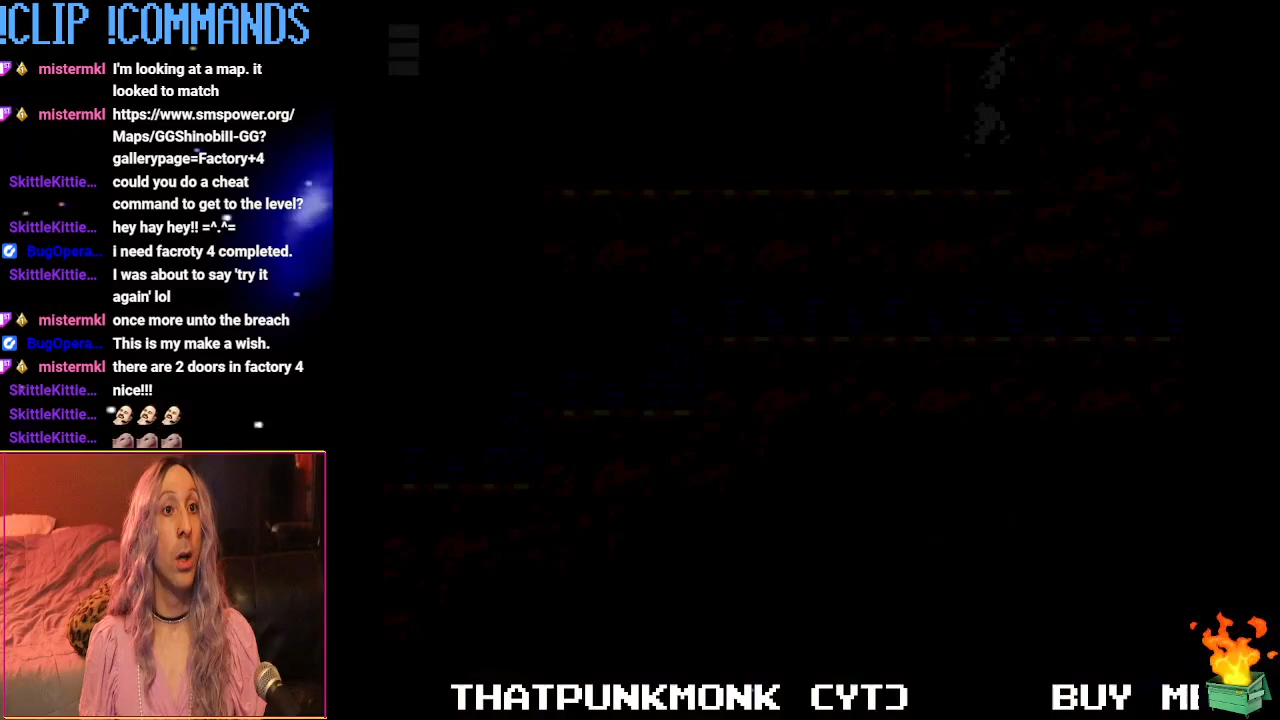 !CLIP !COMMANDS
mistermkl I'm looking at a map. it
looked to match
mistermkl https://www.smspower.org/
Maps/GGShinobiII-GG?
gallerypage=Factory+4
SkittleKittie... could you do a cheat
command to get to the level?
SkittleKittie... hey hay hey!! =^.^=
BugOpera... i need facroty 4 completed.
SkittleKittie... I was about to say 'try it
again' lol
mistermkl once more unto the breach
BugOpera... This is my make a wish.
mistermkl there are 2 doors in factory 4
SkittleKittie... nice!!!
SkittleKittie...
SkittleKittie...
THATPUNKMONK (YT) BUY ME